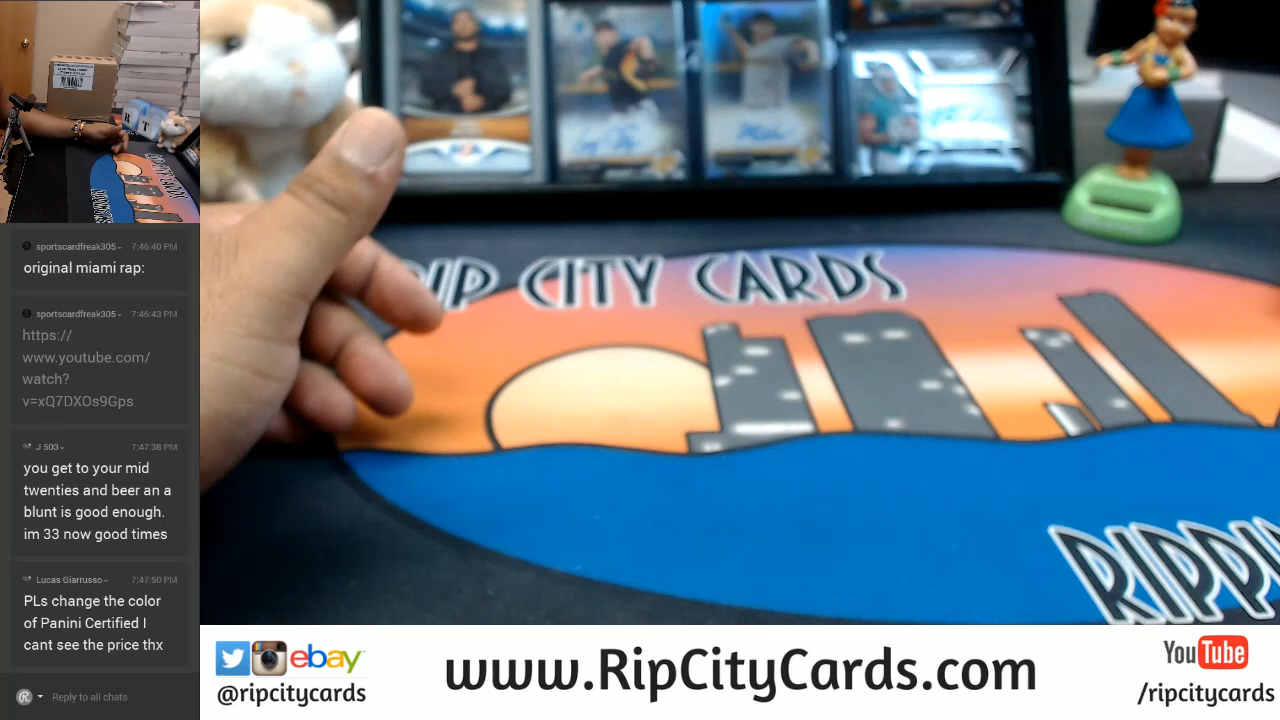 sportscardfreak305 7:46:40 PM
original miami rap:
sportscardfreak305 7:46:43 PM
https://
www.youtube.com/
watch?
v=xQ7DXOs9Gps
J 503 7:47:38 PM
you get to your mid
twenties and beer an a
blunt is good enough.
im 33 now good times
Lucas Giarrusso 7:47:50 PM
PLs change the color
of Panini Certified I
cant see the price thx
Reply to all chats
RIP CITY CARDS
RIPPI
ebay
@ripcitycards
www.RipCityCards.com
YouTube
/ripcitycards